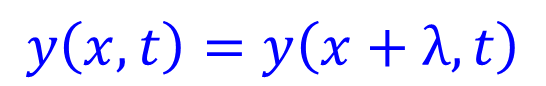 y(x, t) = y(x + λ, t)